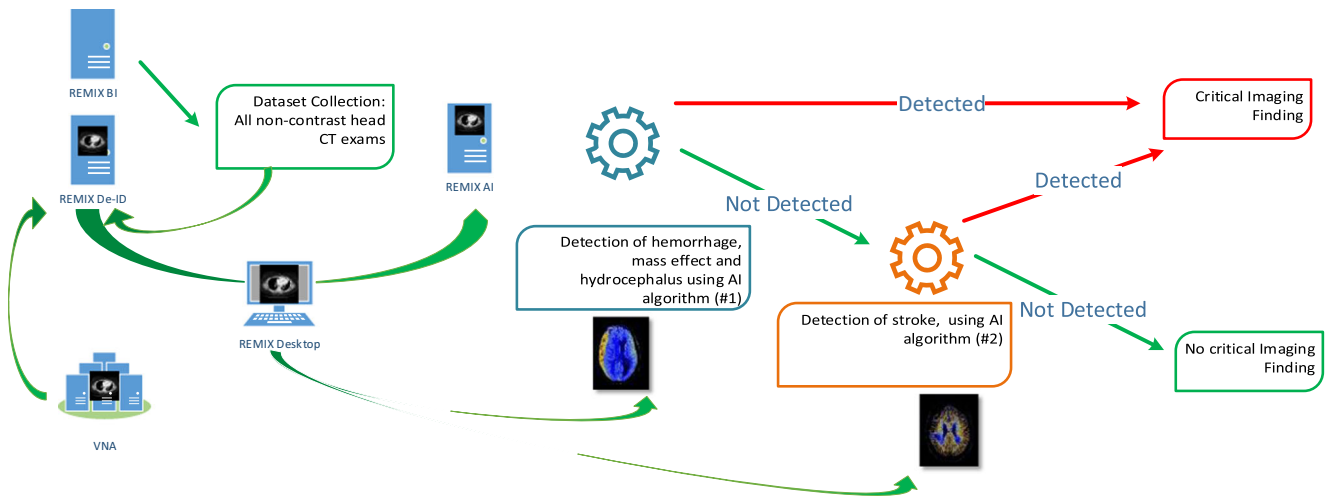 REMIX BI
Dataset Collection:
All non-contrast head
CT exams
REMIX De-ID
REMIX AI
REMIX Desktop
VNA
Detected
Critical Imaging
Finding
Not Detected
Detected
Detection of hemorrhage,
mass effect and
hydrocephalus using AI
algorithm (#1)
Detection of stroke,  using AI
algorithm (#2)
Not Detected
No critical Imaging
Finding